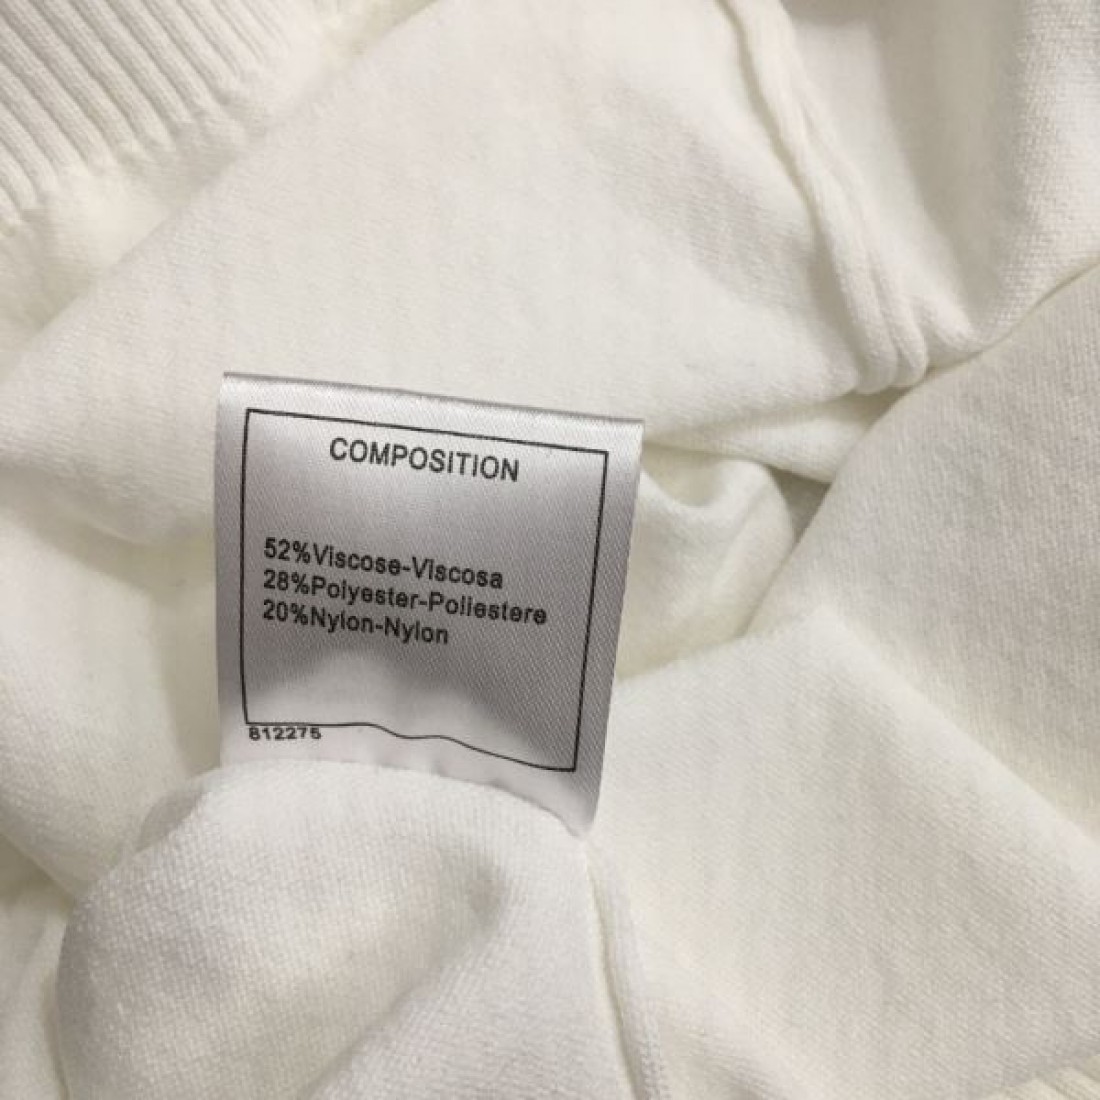 COMPOSITION
52%Viscose-Viscosa
28%Polyester-Poliestere
20%Nylon-Nylon
812275